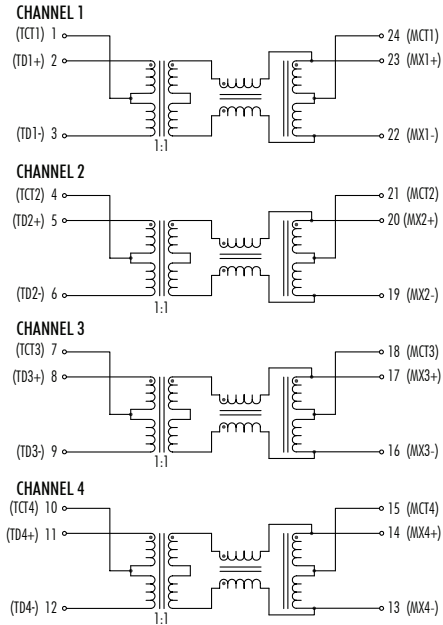 CHANNEL 1
(TCT1) 1 24 (MCT1)
(TD1+) 2 23 (MX1+)
(TD1-) 3 22 (MX1-)
1:1
CHANNEL 2
(TCT2) 4 21 (MCT2)
(TD2+) 5 20 (MX2+)
(TD2-) 6 19 (MX2-)
1:1
CHANNEL 3
(TCT3) 7 18 (MCT3)
(TD3+) 8 17 (MX3+)
(TD3-) 9 16 (MX3-)
1:1
CHANNEL 4
(TCT4) 10 15 (MCT4)
(TD4+) 11 14 (MX4+)
(TD4-) 12 13 (MX4-)
1:1